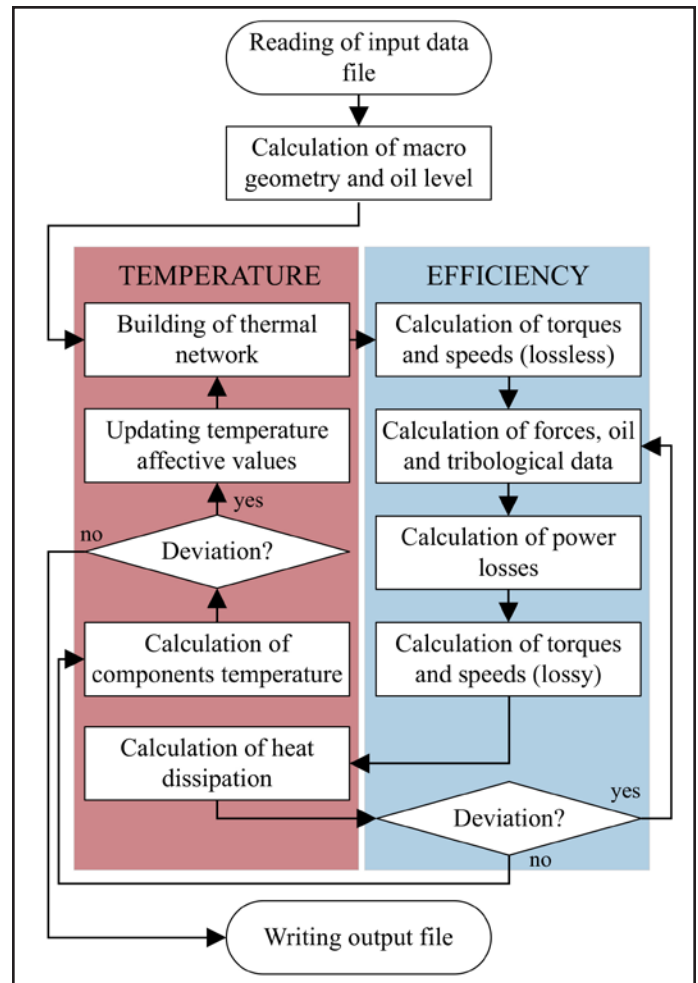 Reading of input data
file
Calculation of macro
geometry and oil level
TEMPERATURE
EFFICIENCY
Building of thermal
network
Calculation of torques
and speeds (lossless)
Updating temperature
affective values
Calculation of forces, oil
and tribological data
yes
no
Deviation?
Calculation of power
losses
Calculation of
components temperature
Calculation of torques
and speeds (lossy)
Calculation of heat
dissipation
Deviation?
yes
no
Writing output file